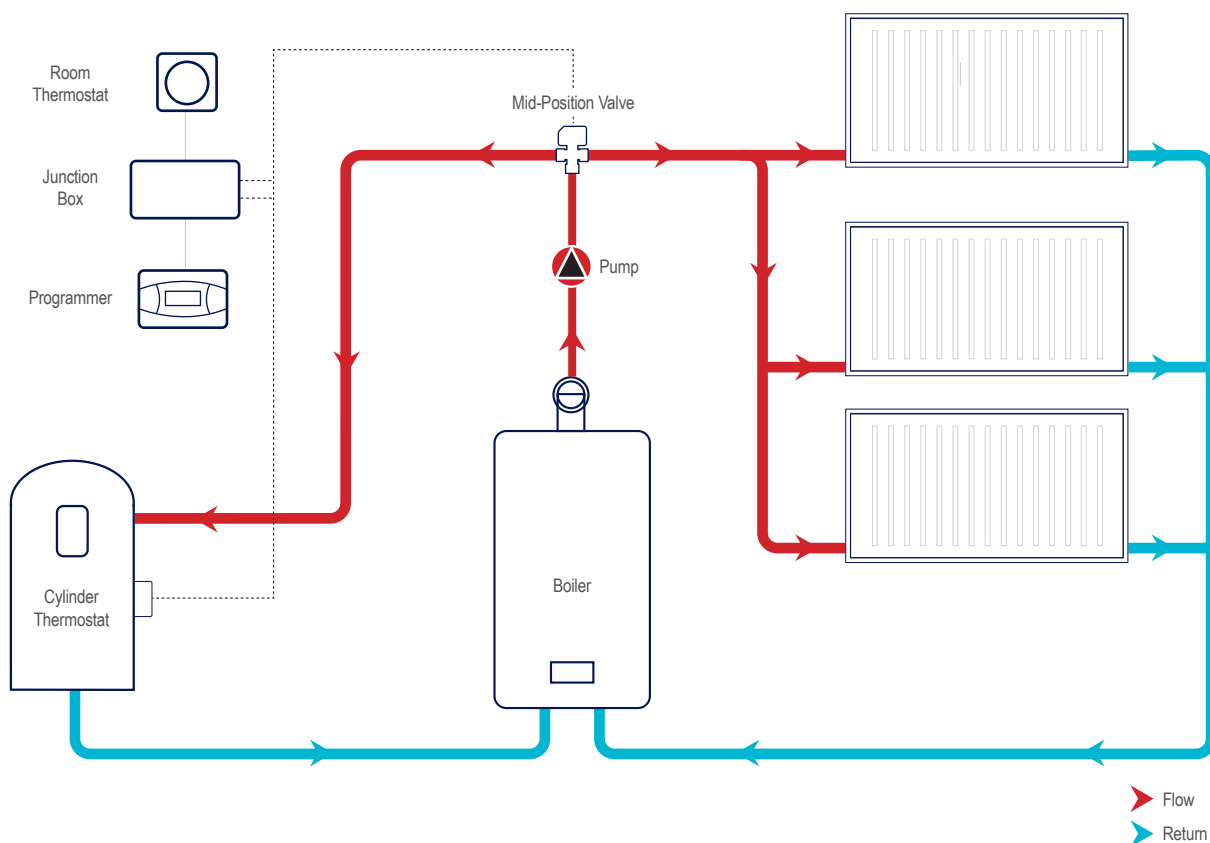 Room
Thermostat
Mid-Position Valve
Junction
Box
Pump
Programmer
Boiler
Cylinder
Thermostat
Flow
Return